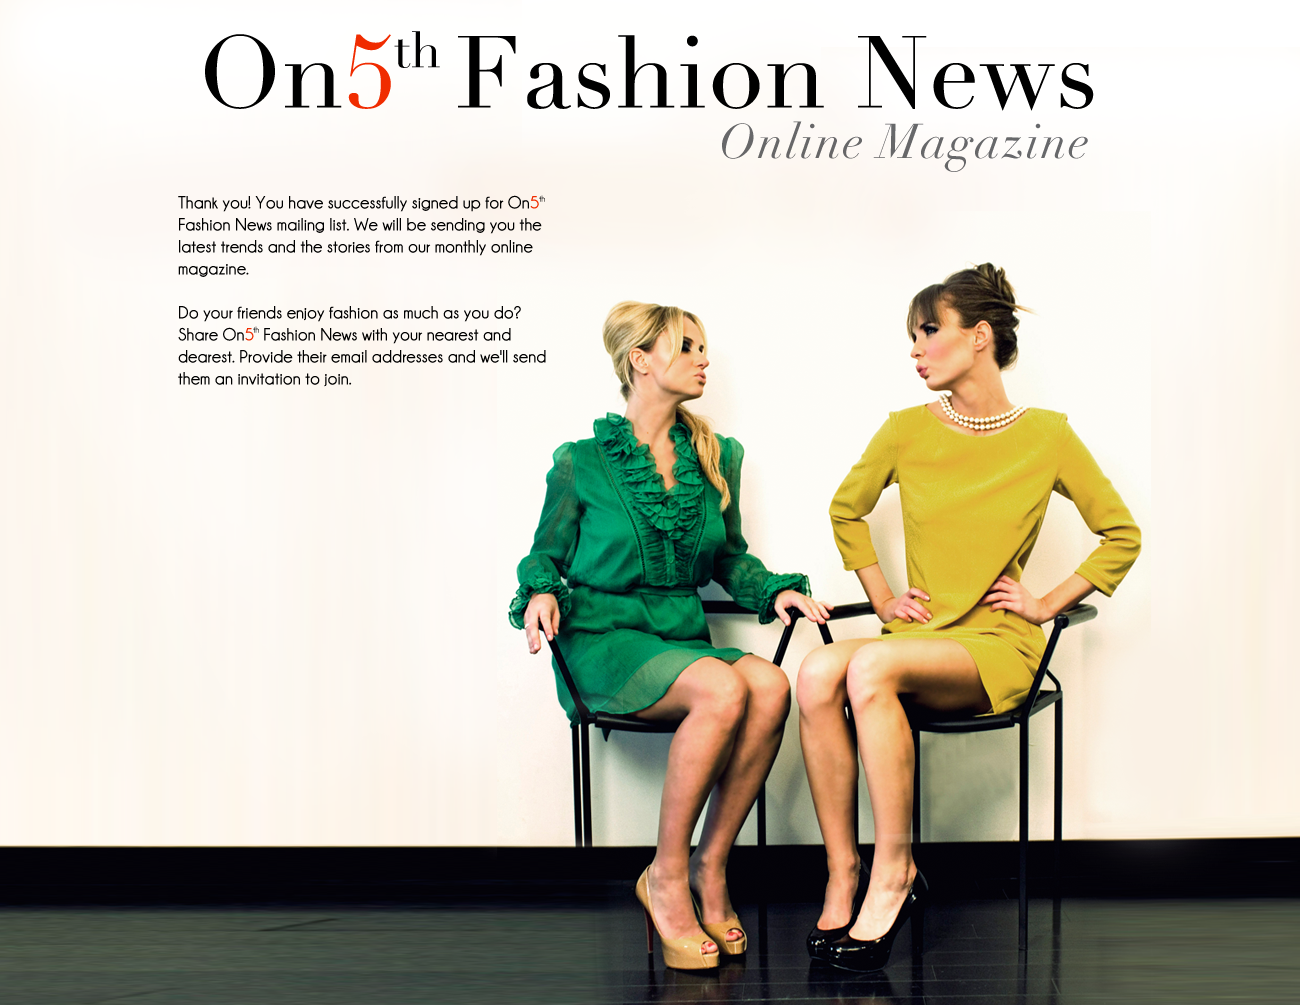 On5th Fashion News
Online Magazine
Thank you! You have successfully signed up for On5th
Fashion News mailing list. We will be sending you the
latest trends and the stories from our monthly online
magazine.
Do your friends enjoy fashion as much as you do?
Share On5th Fashion News with your nearest and
dearest. Provide their email addresses and we'll send
them an invitation to join.